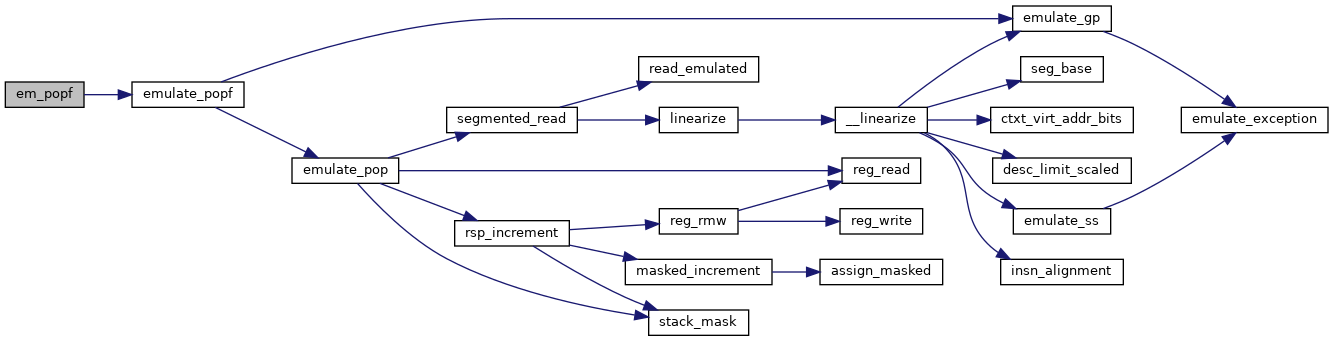 emulate_gp
read_emulated
seg_base
em_popf
emulate_popf
segmented_read
linearize
__linearize
ctxt_virt_addr_bits
emulate_exception
emulate_pop
reg_read
desc_limit_scaled
rsp_increment
reg_rmw
reg_write
emulate_ss
masked_increment
assign_masked
insn_alignment
stack_mask